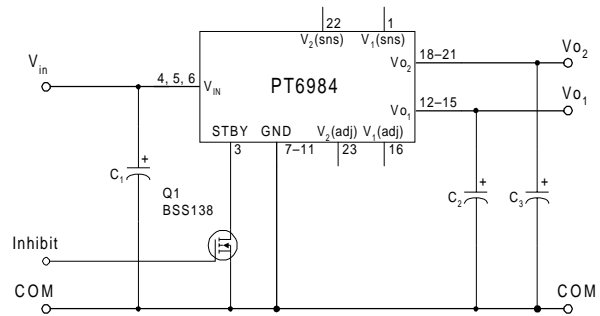 22
1
V2(sns) V1(sns)
Vin
4, 5, 6
VIN
PT6984
Vo2
18–21
Vo2
Vo1
12–15
Vo1
STBY GND V2(adj) V1(adj)
3
7–11
23
16
C1
+
Q1
BSS138
C2
+
C3
+
Inhibit
COM
COM